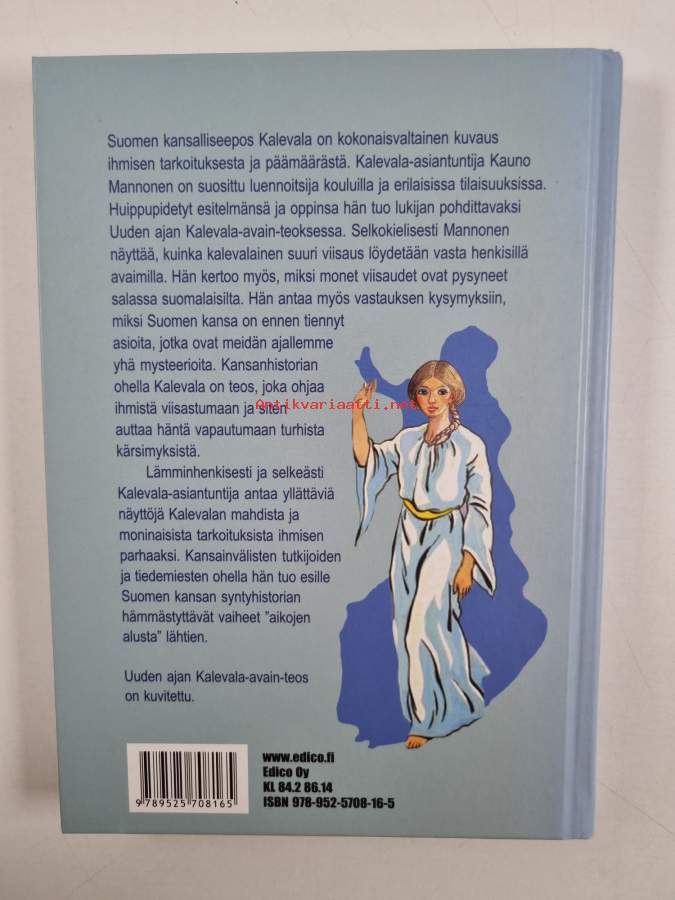 Suomen kansalliseepos Kalevala on kokonaisvaltainen kuvaus
ihmisen tarkoituksesta ja päämäärästä. Kalevala-asiantuntija Kauno
Mannonen on suosittu luennoitsija kouluilla ja erilaisissa tilaisuuksissa.
Huippupidetyt esitelmänsä ja oppinsa hän tuo lukijan pohdittavaksi
Uuden ajan Kalevala-avain-teoksessa. Selkokielisesti Mannonen
näyttää, kuinka kalevalainen suuri viisaus löydetään vasta henkisillä
avaimilla. Hän kertoo myös, miksi monet viisaudet ovat pysyneet
salassa suomalaisilta. Hän antaa myös vastauksen kysymyksiin,
miksi Suomen kansa on ennen tiennyt
asioita, jotka ovat meidän ajallemme
yhä mysteerioita. Kansanhistorian
ohella Kalevala on teos, joka ohjaa
ihmistä viisastumaan ja siten
Antikvariaatti.net
auttaa häntä vapautumaan turhista
kärsimyksistä.
Lämminhenkisesti ja selkeästi
Kalevala-asiantuntija antaa yllättäviä
näyttöjä Kalevalan mahdista ja
moninaisista tarkoituksista ihmisen
parhaaksi. Kansainvälisten tutkijoiden
ja tiedemiesten ohella hän tuo esille
Suomen kansan syntyhistorian
hämmästyttävät vaiheet "aikojen
alusta" lähtien.
Uuden ajan Kalevala-avain-teos
on kuvitettu.
www.edico.fi
Edico Oy
KL 84.2 86.14
ISBN 978-952-5708-16-5
9 789525 708165